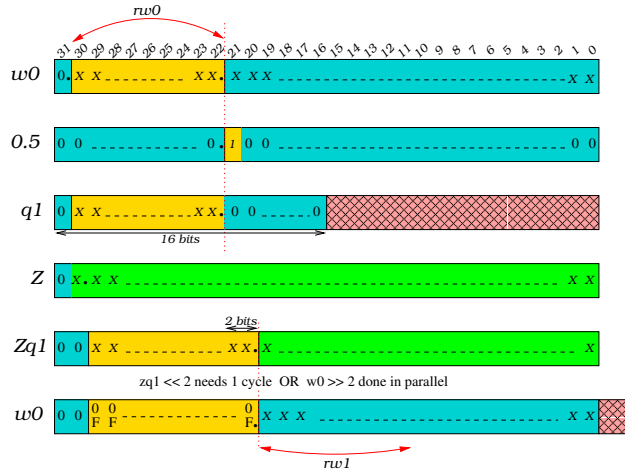 rw0
31 30 29 28 27 26 25 24 23 22 21 20 19 18 17 16 15 14 13 12 11 10 9 8 7 6 5 4 3 2 1 0
w0 0. x x x x. x x x x x
0.5 0 0 0. 1 0 0 0 0
q1 0 x x x x. 0 0 0
16 bits
Z 0 x. x x x x
2 bits
Zq1 0 0 x x x x. x x
zq1 << 2 needs 1 cycle OR w0 >> 2 done in parallel
w0 0 0 0 0 0 x x x x x
F F F.
rw1